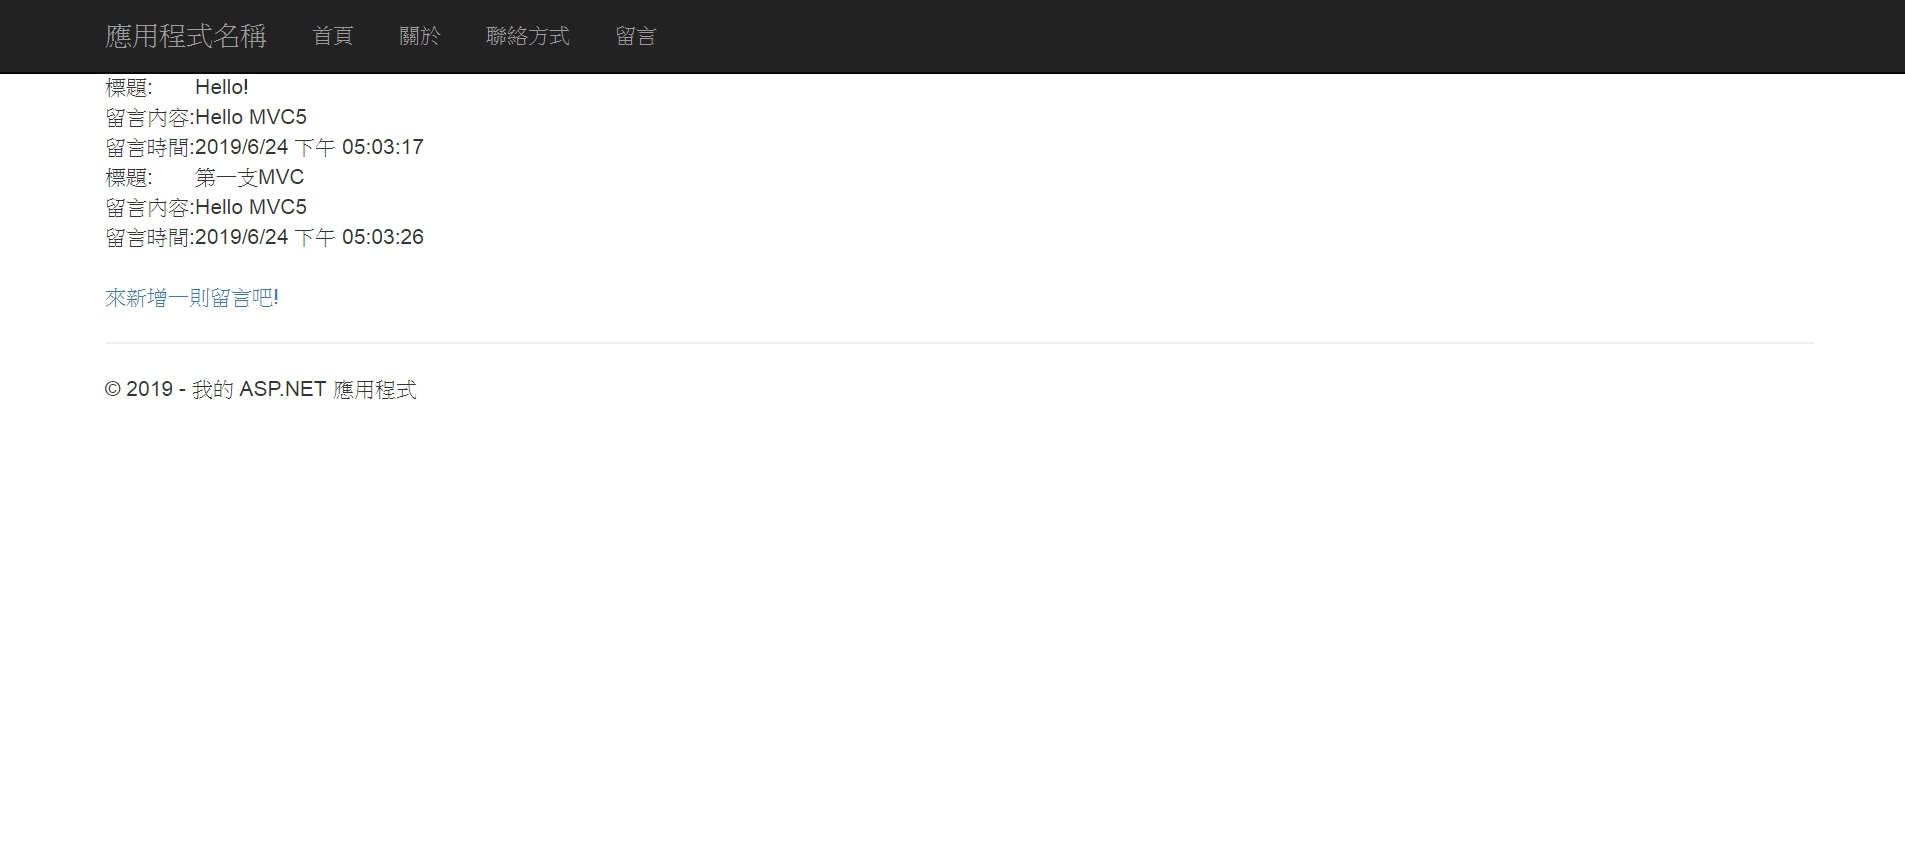 應用程式名稱 首頁 關於 聯絡方式 留言
標題: Hello!
留言內容:Hello MVC5
留言時間:2019/6/24 下午 05:03:17
標題: 第一支MVC
留言內容:Hello MVC5
留言時間:2019/6/24 下午 05:03:26
來新增一則留言吧!
© 2019 - 我的 ASP.NET 應用程式